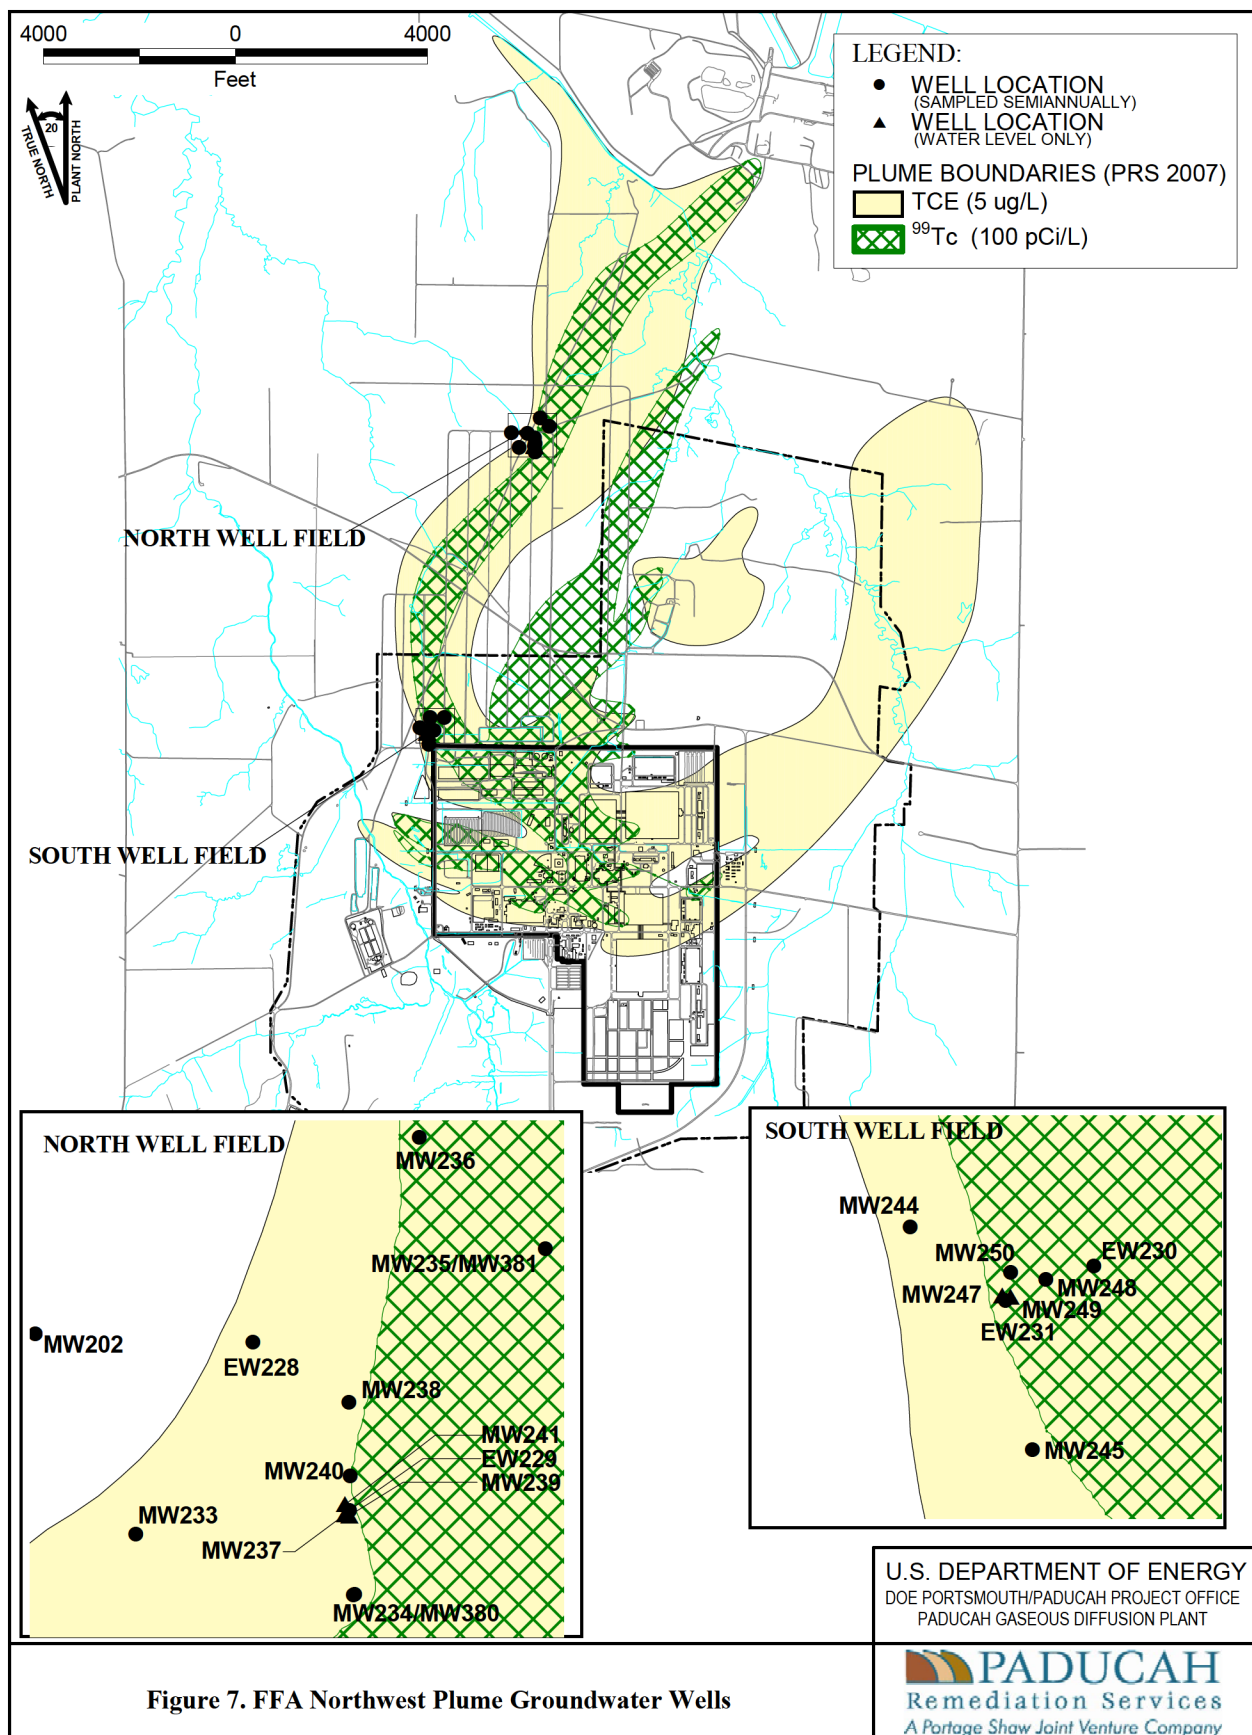 4000 0 4000
Feet
20
TRUE NORTH
PLANT NORTH
LEGEND:
WELL LOCATION
(SAMPLED SEMIANNUALLY)
WELL LOCATION
(WATER LEVEL ONLY)
PLUME BOUNDARIES (PRS 2007)
TCE (5 ug/L)
99Tc (100 pCi/L)
NORTH WELL FIELD
SOUTH WELL FIELD
NORTH WELL FIELD
MW236
MW235/MW381
MW202
EW228
MW238
MW241
EW229
MW239
MW240
MW233
MW237
MW234/MW380
SOUTH WELL FIELD
MW244
MW250
EW230
MW247
MW248
MW249
EW231
MW245
U.S. DEPARTMENT OF ENERGY
DOE PORTSMOUTH/PADUCAH PROJECT OFFICE
PADUCAH GASEOUS DIFFUSION PLANT
Figure 7. FFA Northwest Plume Groundwater Wells
PADUCAH
Remediation Services
A Portage Shaw Joint Venture Company